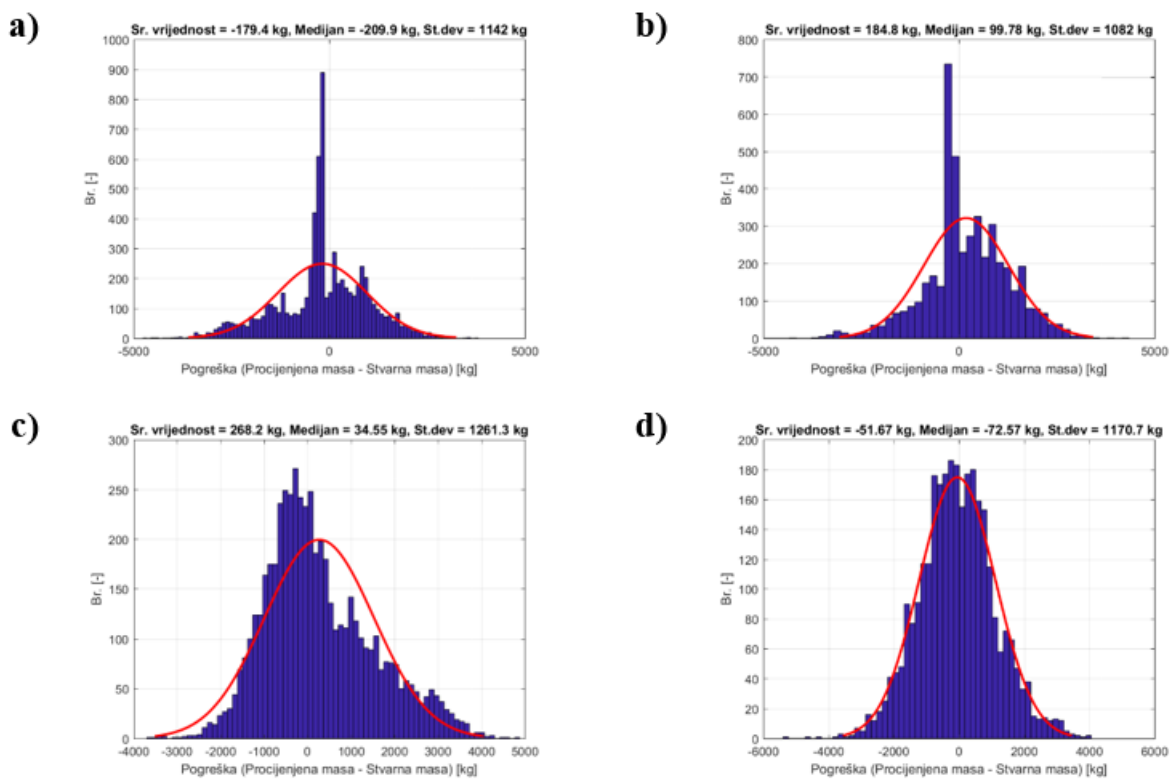 a)
Sr. vrijednost = -179.4 kg, Medijan = -209.9 kg, St.dev = 1142 kg
1000
900
800
700
600
500
400
300
200
100
0
Br. [-]
-5000 0 5000
Pogreška (Procijenjena masa - Stvarna masa) [kg]
b)
Sr. vrijednost = 184.8 kg, Medijan = 99.78 kg, St.dev = 1082 kg
800
700
600
500
400
300
200
100
0
Br. [-]
-5000 0 5000
Pogreška (Procijenjena masa - Stvarna masa) [kg]
c)
Sr. vrijednost = 268.2 kg, Medijan = 34.55 kg, St.dev = 1261.3 kg
300
250
200
150
100
50
0
Br. [-]
-4000 -3000 -2000 -1000 0 1000 2000 3000 4000 5000
Pogreška (Procijenjena masa - Stvarna masa) [kg]
d)
Sr. vrijednost = -51.67 kg, Medijan = -72.57 kg, St.dev = 1170.7 kg
200
180
160
140
120
100
80
60
40
20
0
Br. [-]
-6000 -4000 -2000 0 2000 4000 6000
Pogreška (Procijenjena masa - Stvarna masa) [kg]